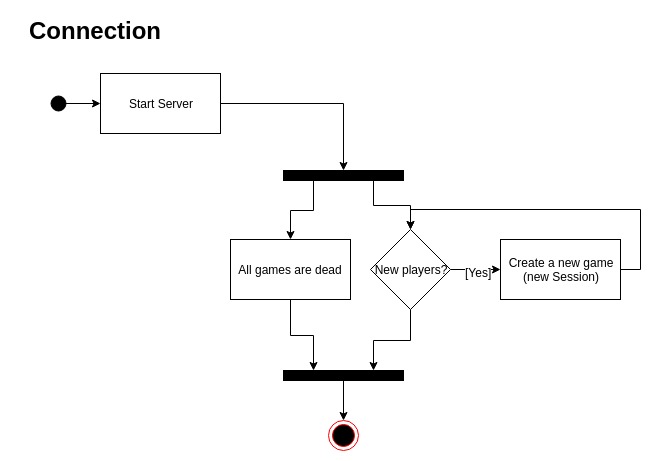 Connection
Start Server
All games are dead
New players?
[Yes]
Create a new game
(new Session)